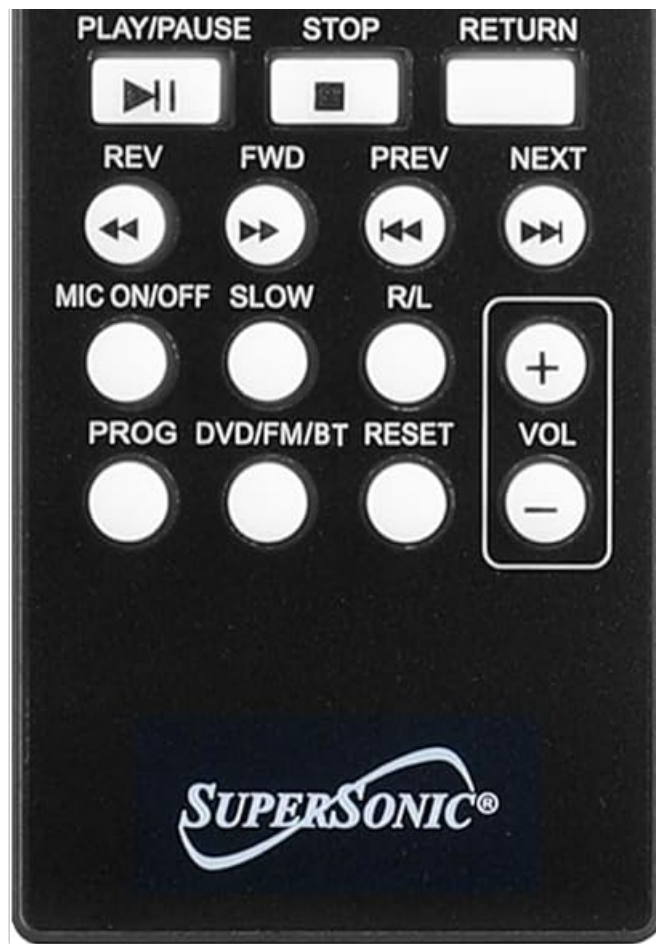 PLAY/PAUSE STOP RETURN
REV FWD PREV NEXT
MIC ON/OFF SLOW R/L
+
PROG DVD/FM/BT RESET VOL
−
SUPERSONIC®